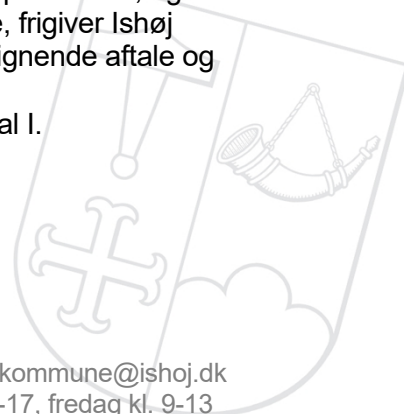 , frigiver Ishøj
ignende aftale og
al I.
kommune@ishoj.dk
-17, fredag kl. 9-13